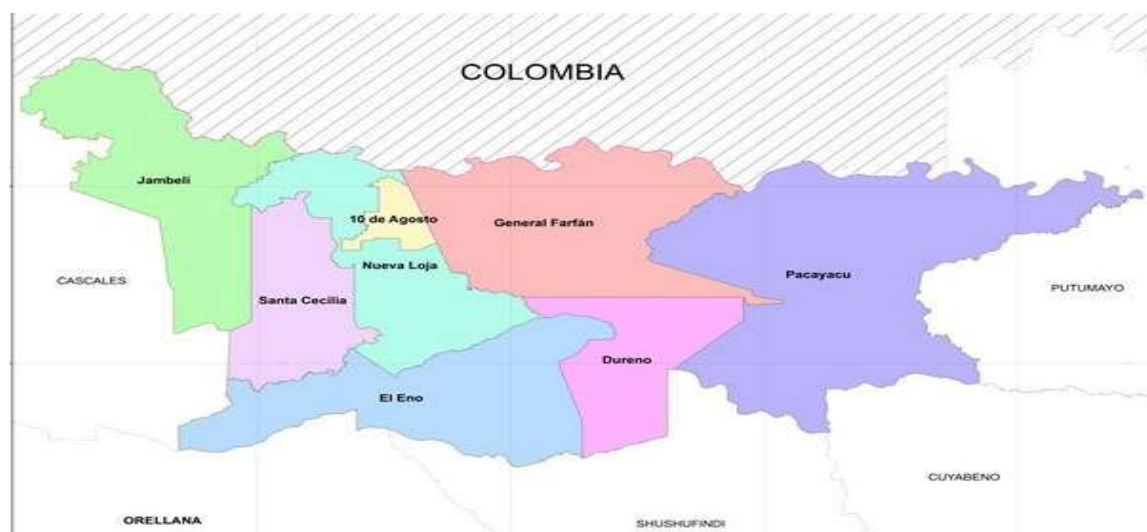 COLOMBIA
Jambelí
10 de Agosto
General Farfán
Nueva Loja
Pacayacu
CASCALES
Santa Cecilia
PUTUMAYO
Dureno
El Eno
CUYABENO
ORELLANA
SHUSHUFINDI